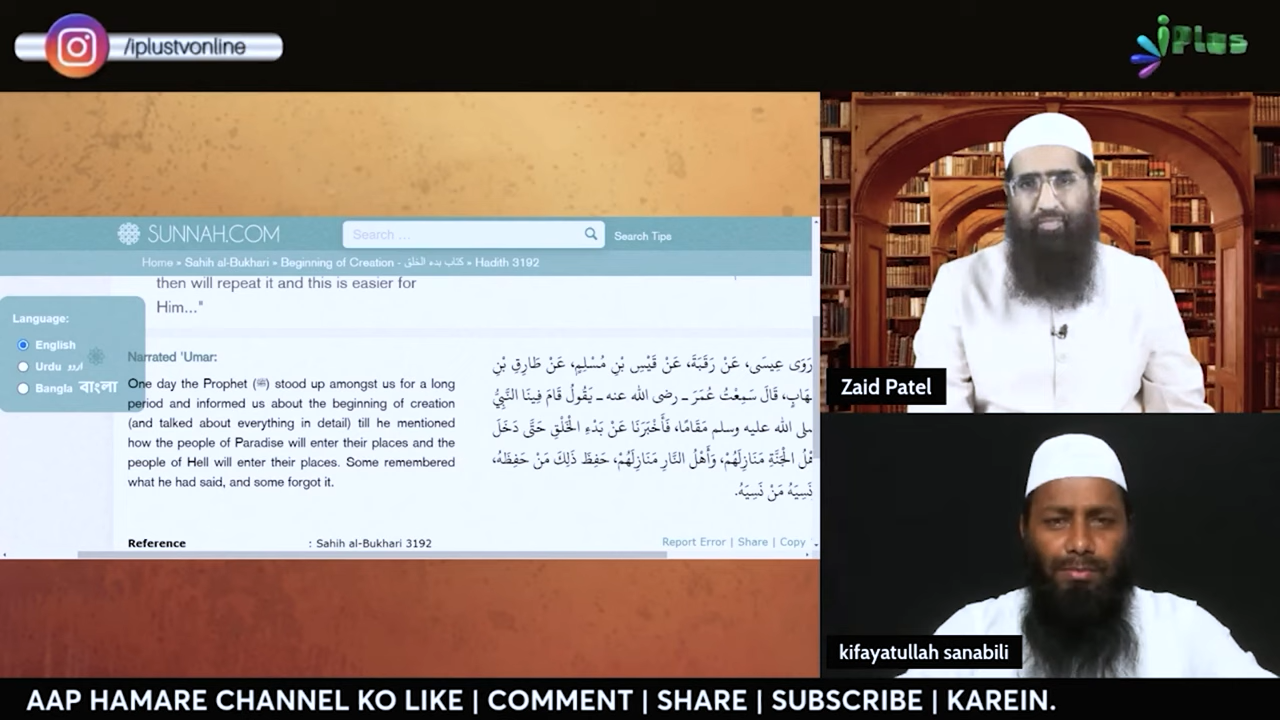 /iplustvonline
iPlus
SUNNAH.COM
Search ...
Search Tips
Home » Sahih al-Bukhari » Beginning of Creation - كتاب بدء الخلق » Hadith 3192
then will repeat it and this is easier for
Him..."
Language:
English
Urdu اردو
Bangla বাংলা
Narrated 'Umar:
One day the Prophet (ﷺ) stood up amongst us for a long
period and informed us about the beginning of creation
(and talked about everything in detail) till he mentioned
how the people of Paradise will enter their places and the
people of Hell will enter their places. Some remembered
what he had said, and some forgot it.
رَوَى عِيسَى، عَنْ رَقَبَةَ، عَنْ قَيْسِ بْنِ مُسْلِمٍ، عَنْ طَارِقِ بْنِ
هَابٍ، قَالَ سَمِعْتُ عُمَرَ ـ رضى الله عنه ـ يَقُولُ قَامَ فِينَا النَّبِيُّ
لى الله عليه وسلم مَقَامًا، فَأَخْبَرَنَا عَنْ بَدْءِ الْخَلْقِ حَتَّى دَخَلَ
هْلُ الْجَنَّةِ مَنَازِلَهُمْ، وَأَهْلُ النَّارِ مَنَازِلَهُمْ، حَفِظَ ذَلِكَ مَنْ حَفِظَهُ،
نَسِيَهُ مَنْ نَسِيَهُ.
Reference : Sahih al-Bukhari 3192
Report Error | Share | Copy
Zaid Patel
kifayatullah sanabili
AAP HAMARE CHANNEL KO LIKE | COMMENT | SHARE | SUBSCRIBE | KAREIN.